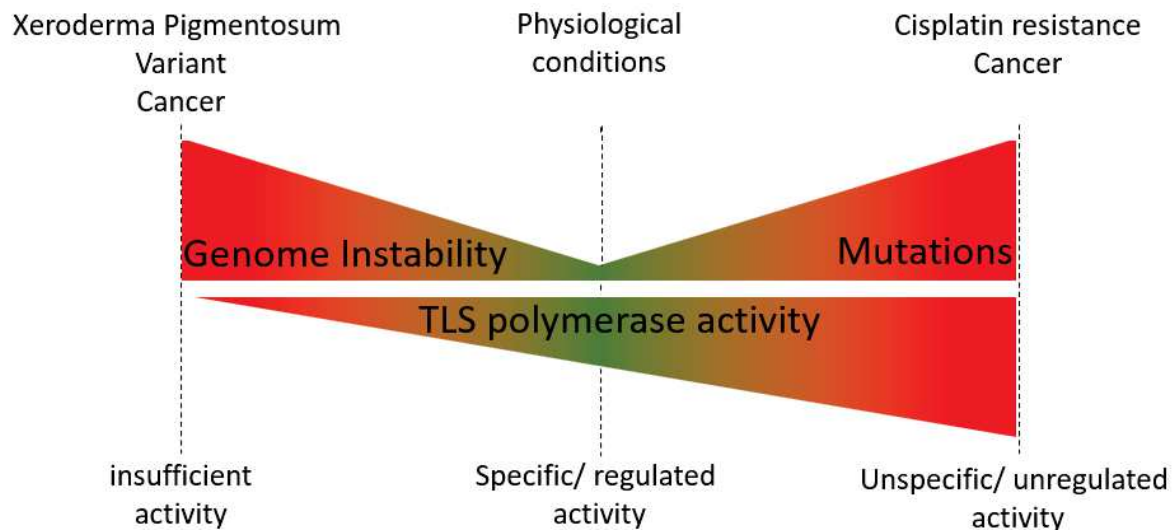 Xeroderma Pigmentosum
Variant
Cancer
Physiological
conditions
Cisplatin resistance
Cancer
Genome Instability
Mutations
TLS polymerase activity
insufficient
activity
Specific/ regulated
activity
Unspecific/ unregulated
activity